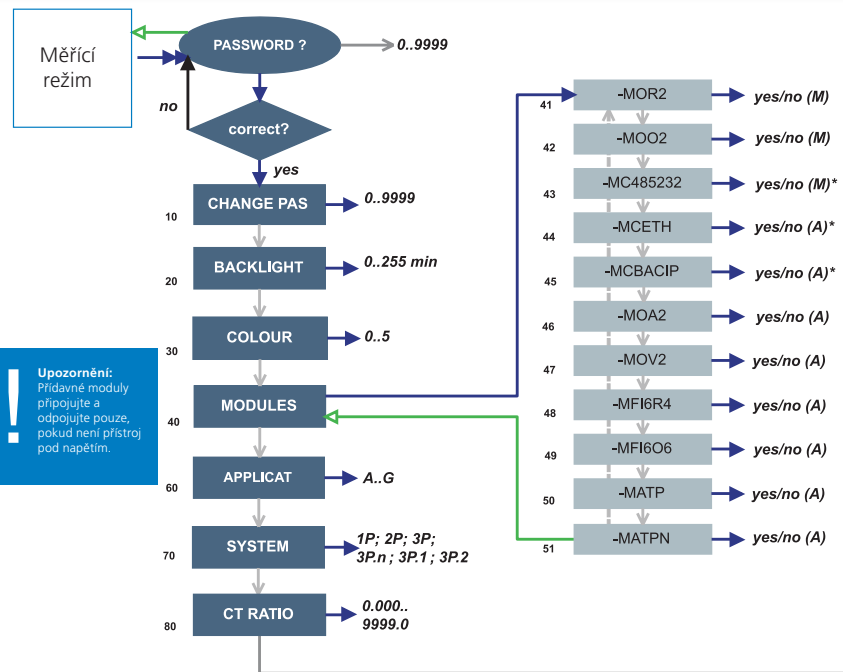 Měřící
režim
PASSWORD ?
0..9999
no
correct?
yes
10
CHANGE PAS
0..9999
20
BACKLIGHT
0..255 min
30
COLOUR
0..5
!
Upozornění:
Přídavné moduly
připojujte a
odpojujte pouze,
pokud není přístroj
pod napětím.
40
MODULES
60
APPLICAT
A..G
70
SYSTEM
1P; 2P; 3P;
3P.n ; 3P.1 ; 3P.2
80
CT RATIO
0.000..
9999.0
41
-MOR2
yes/no (M)
42
-MOO2
yes/no (M)
43
-MC485232
yes/no (M)*
44
-MCETH
yes/no (A)*
45
-MCBACIP
yes/no (A)*
46
-MOA2
yes/no (A)
47
-MOV2
yes/no (A)
48
-MFI6R4
yes/no (A)
49
-MFI6O6
yes/no (A)
50
-MATP
yes/no (A)
51
-MATPN
yes/no (A)